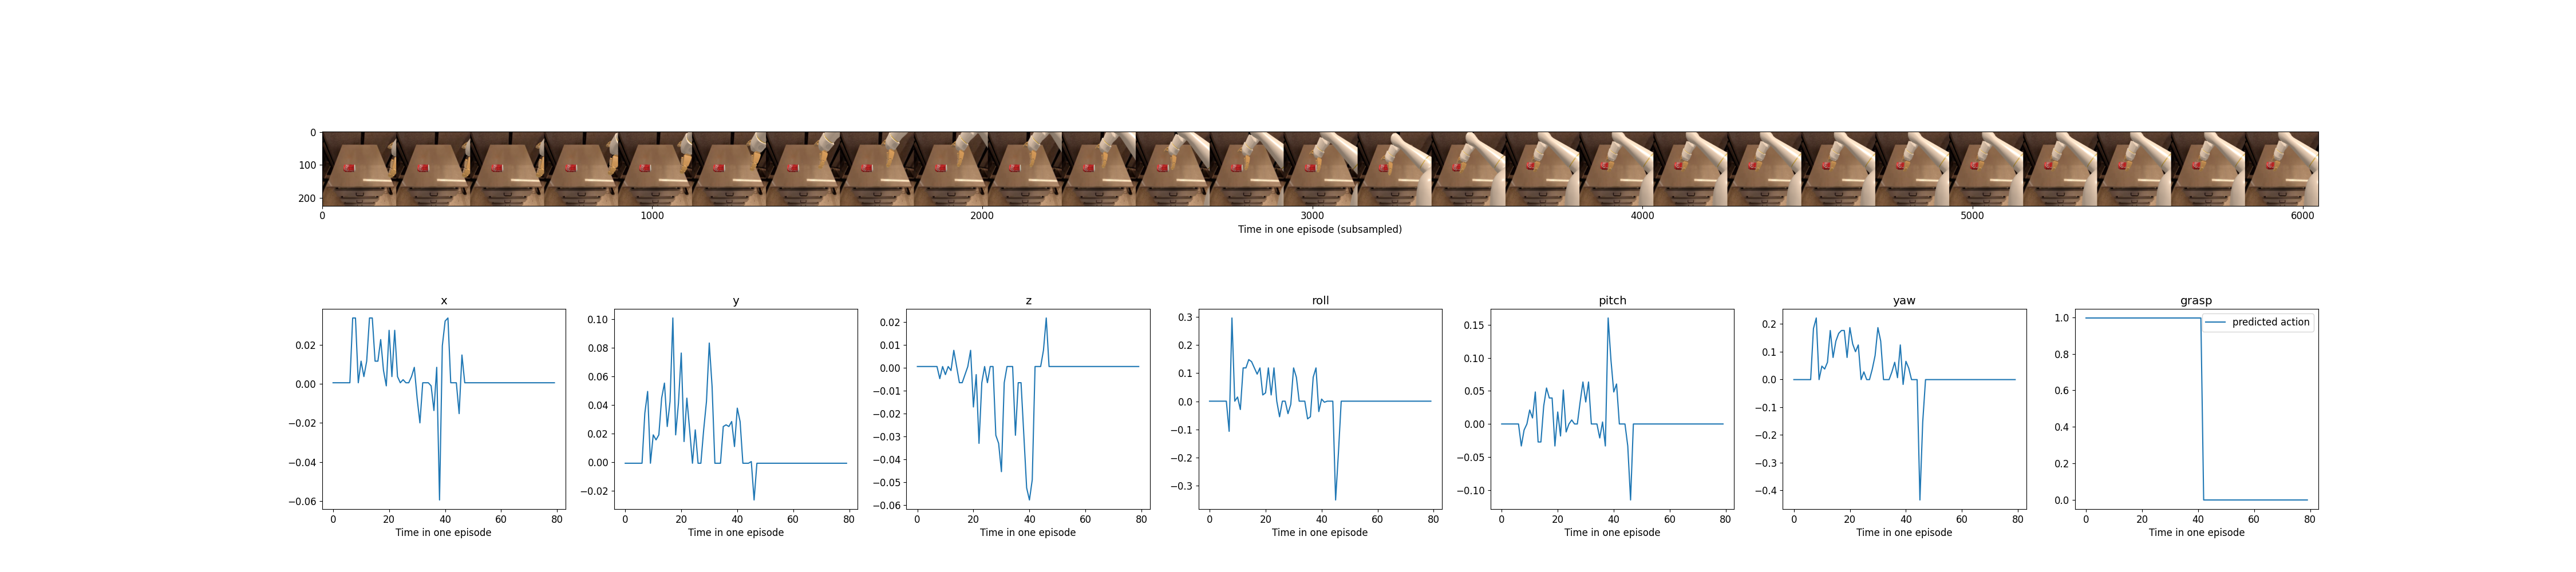 0
100
200
0 1000 2000 3000 4000 5000 6000
Time in one episode (subsampled)
x
0.02
0.00
−0.02
−0.04
−0.06
0 20 40 60 80
Time in one episode
y
0.10
0.08
0.06
0.04
0.02
0.00
−0.02
0 20 40 60 80
Time in one episode
z
0.02
0.01
0.00
−0.01
−0.02
−0.03
−0.04
−0.05
−0.06
0 20 40 60 80
Time in one episode
roll
0.3
0.2
0.1
0.0
−0.1
−0.2
−0.3
0 20 40 60 80
Time in one episode
pitch
0.15
0.10
0.05
0.00
−0.05
−0.10
0 20 40 60 80
Time in one episode
yaw
0.2
0.1
0.0
−0.1
−0.2
−0.3
−0.4
0 20 40 60 80
Time in one episode
grasp
predicted action
1.0
0.8
0.6
0.4
0.2
0.0
0 20 40 60 80
Time in one episode